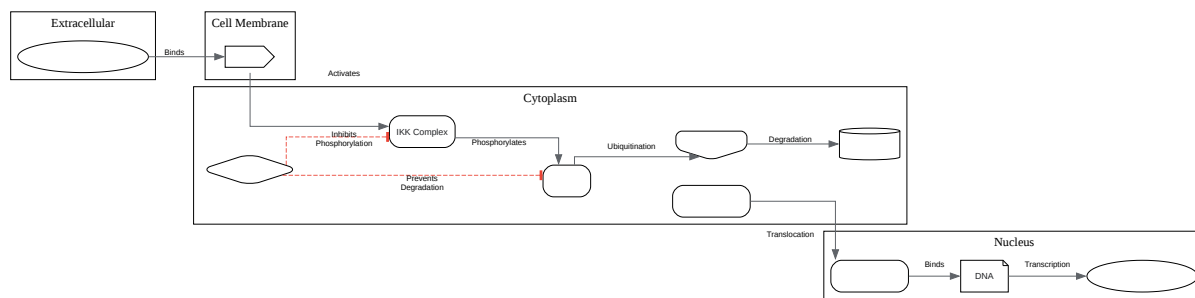 Extracellular
Cell Membrane
Binds
Activates
Cytoplasm
IKK Complex
Inhibits
Phosphorylation
Phosphorylates
Ubiquitination
Degradation
Prevents
Degradation
Translocation
Nucleus
Binds
DNA
Transcription